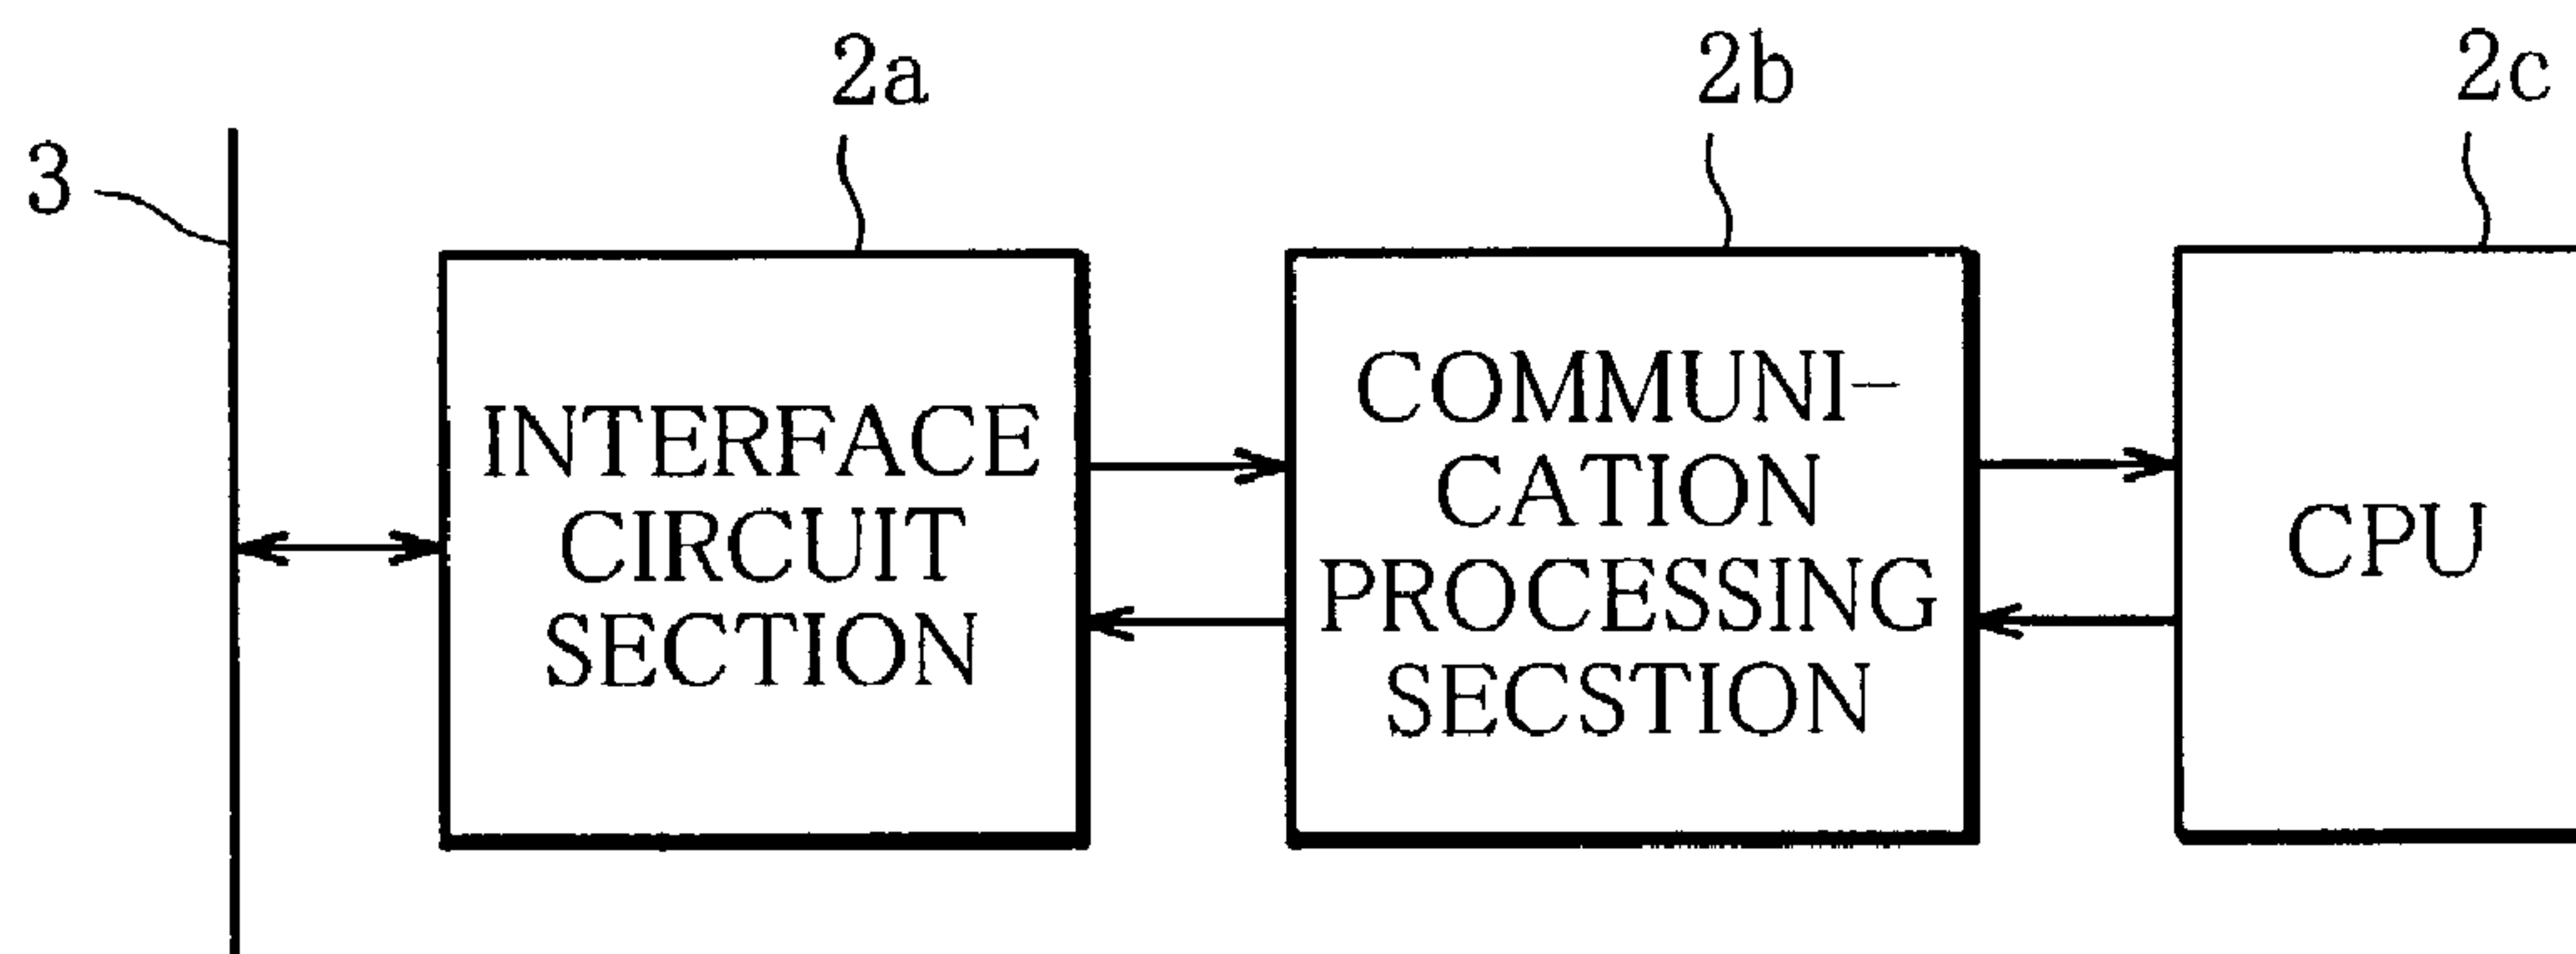 2a
2b
2c
3
INTERFACE
CIRCUIT
SECTION
COMMUNI-
CATION
PROCESSING
SECSTION
CPU